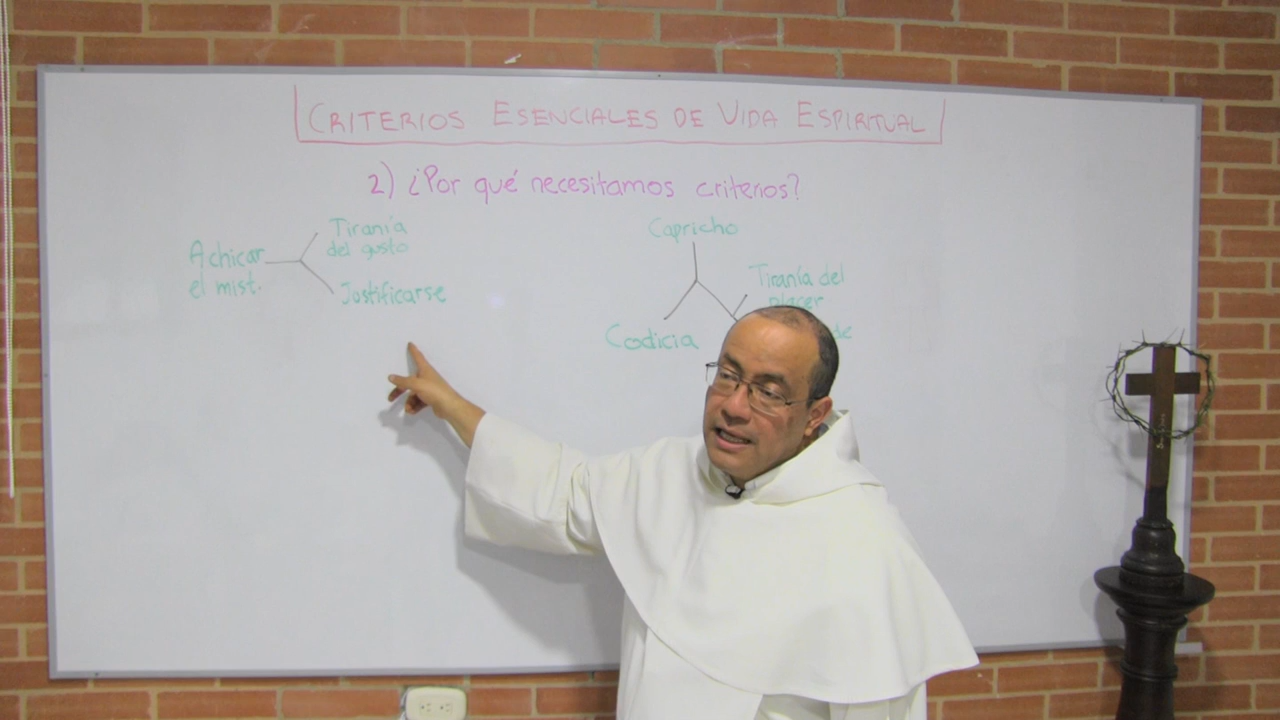 CRITERIOS ESENCIALES DE VIDA ESPIRITUAL
2) ¿Por qué necesitamos criterios?
Achicar
el mist.
Tiranía
del gusto
Jostificarse
Capricho
Codicia
Tiranía del
placer